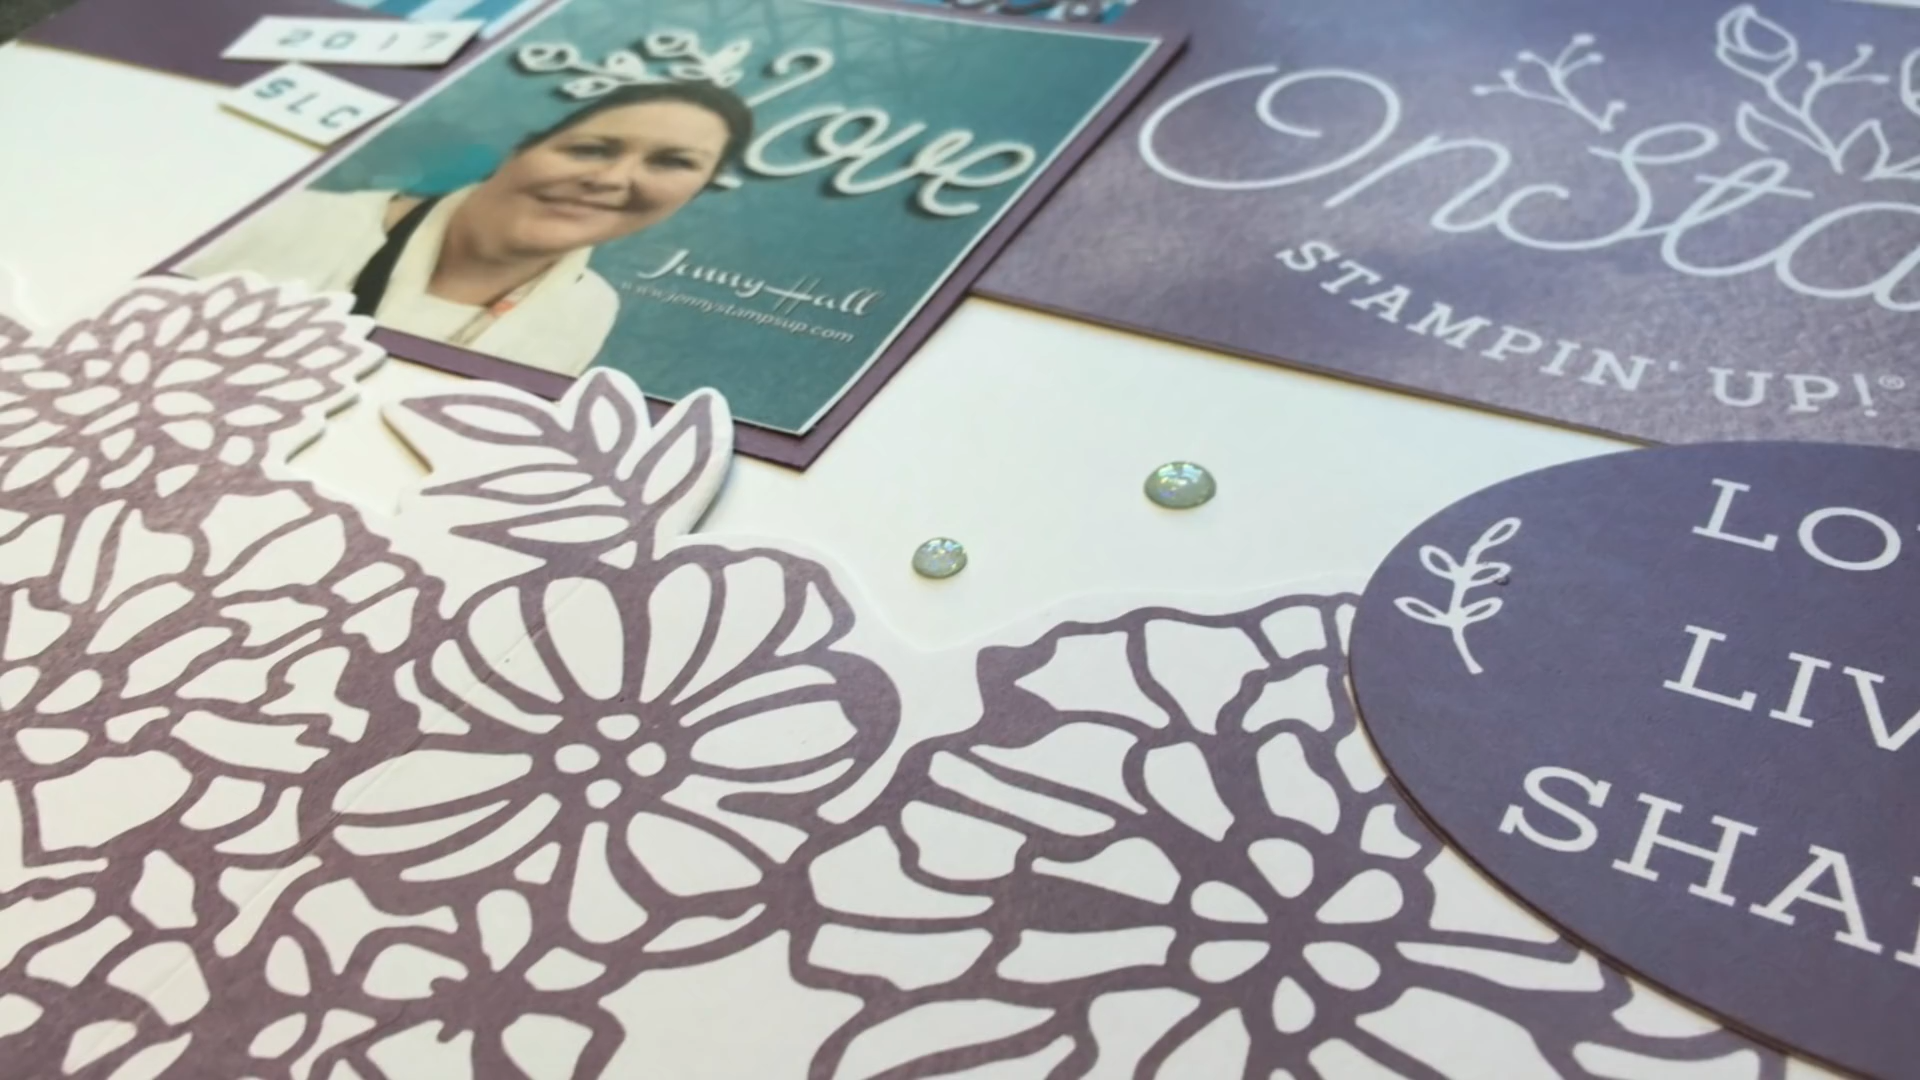 2017
SLC
Love
Jenny Hall
www.jennystampsup.com
OnSta
STAMPIN' UP!®
LO
LIV
SHA